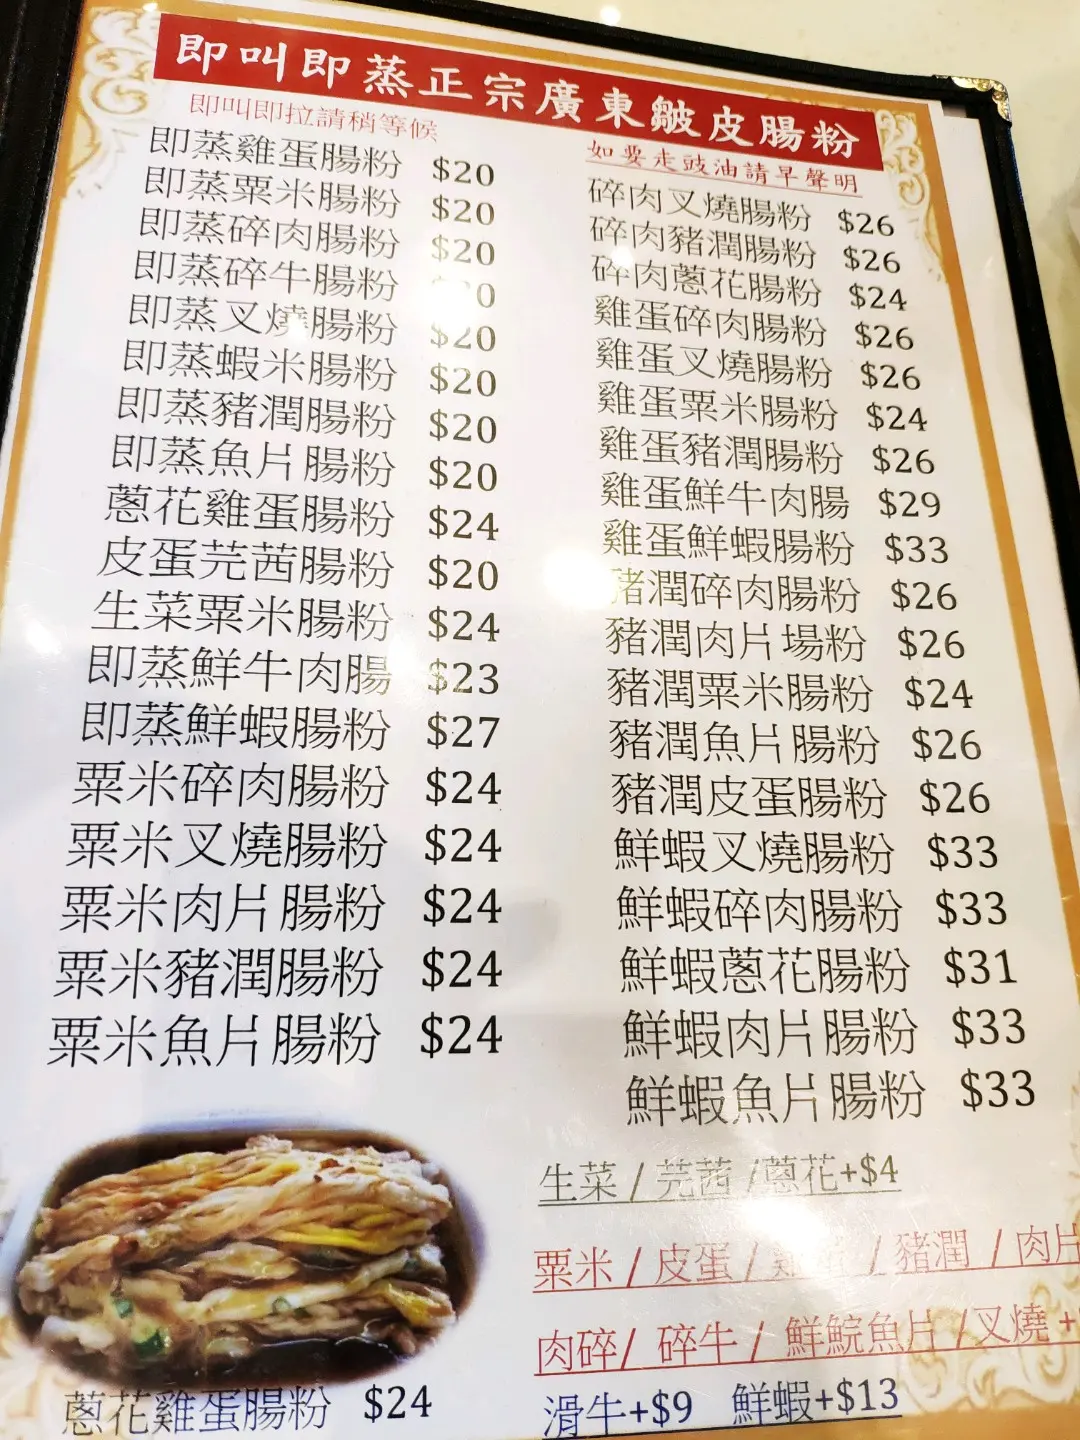 即叫即蒸正宗廣東皺皮腸粉
即叫即拉請稍等候
即蒸雞蛋腸粉 $20
即蒸粟米腸粉 $20
即蒸碎肉腸粉 $20
即蒸碎牛腸粉
即蒸叉燒腸粉 $20
即蒸蝦米腸粉 $20
即蒸豬潤腸粉 $20
即蒸魚片腸粉 $20
蔥花雞蛋腸粉 $24
皮蛋芫茜腸粉 $20
生菜粟米腸粉 $24
即蒸鮮牛肉腸 $23
即蒸鮮蝦腸粉 $27
粟米碎肉腸粉 $24
粟米叉燒腸粉 $24
粟米肉片腸粉 $24
粟米豬潤腸粉 $24
粟米魚片腸粉 $24
蔥花雞蛋腸粉 $24
如要走豉油請早聲明
碎肉叉燒腸粉 $26
碎肉豬潤腸粉 $26
碎肉蔥花腸粉 $24
雞蛋碎肉腸粉 $26
雞蛋叉燒腸粉 $26
雞蛋粟米腸粉 $24
雞蛋豬潤腸粉 $26
雞蛋鮮牛肉腸 $29
雞蛋鮮蝦腸粉 $33
豬潤碎肉腸粉 $26
豬潤肉片場粉 $26
豬潤粟米腸粉 $24
豬潤魚片腸粉 $26
豬潤皮蛋腸粉 $26
鮮蝦叉燒腸粉 $33
鮮蝦碎肉腸粉 $33
鮮蝦蔥花腸粉 $31
鮮蝦肉片腸粉 $33
鮮蝦魚片腸粉 $33
生菜 / 芫茜 / 蔥花+$4
粟米 / 皮蛋 / 雞蛋 / 豬潤 / 肉片
肉碎/ 碎牛 / 鮮鯇魚片 / 叉燒 +
滑牛+$9 鮮蝦+$13